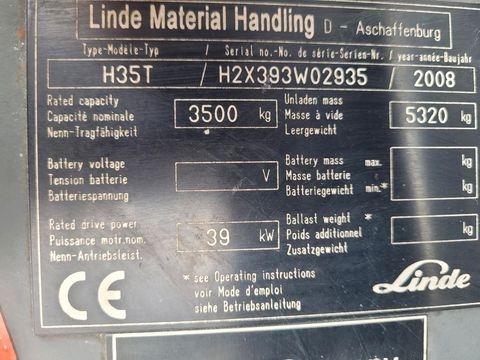 Linde Material Handling D - Aschaffenburg
Type-Modèle-Typ / Serial no.-No. de série-Serien-Nr. / year-année-Baujahr
H35T / H2X393W02935 / 2008
Rated capacity
Capacité nominale 3500 kg
Nenn-Tragfähigkeit
Unladen mass
Masse à vide 5320 kg
Leergewicht
Battery voltage
Tension batterie V
Batteriespannung
Battery mass max. kg
Masse batterie
Batteriegewicht min.* kg
Rated drive power
Puissance motr.nom. 39 kW
Nenn-Antriebsleist.
Ballast weight *
Poids additionnel kg
Zusatzgewicht
* see Operating instructions
voir Mode d'emploi
siehe Betriebsanleitung
CE
Linde